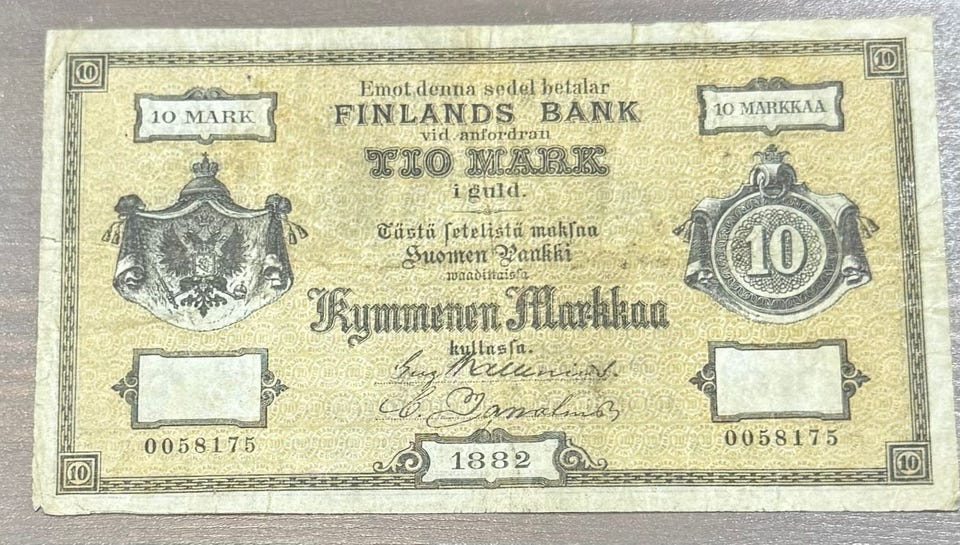 10
10
Emot denna sedel betalar
10 MARK
FINLANDS BANK
10 MARKKAA
vid anfordran
TIO MARK
i guld.
Tästä setelistä maksaa
Suomen Pankki
waadittaissa
10
Kymmenen Markkaa
kullassa.
0058175
0058175
1882
10
10